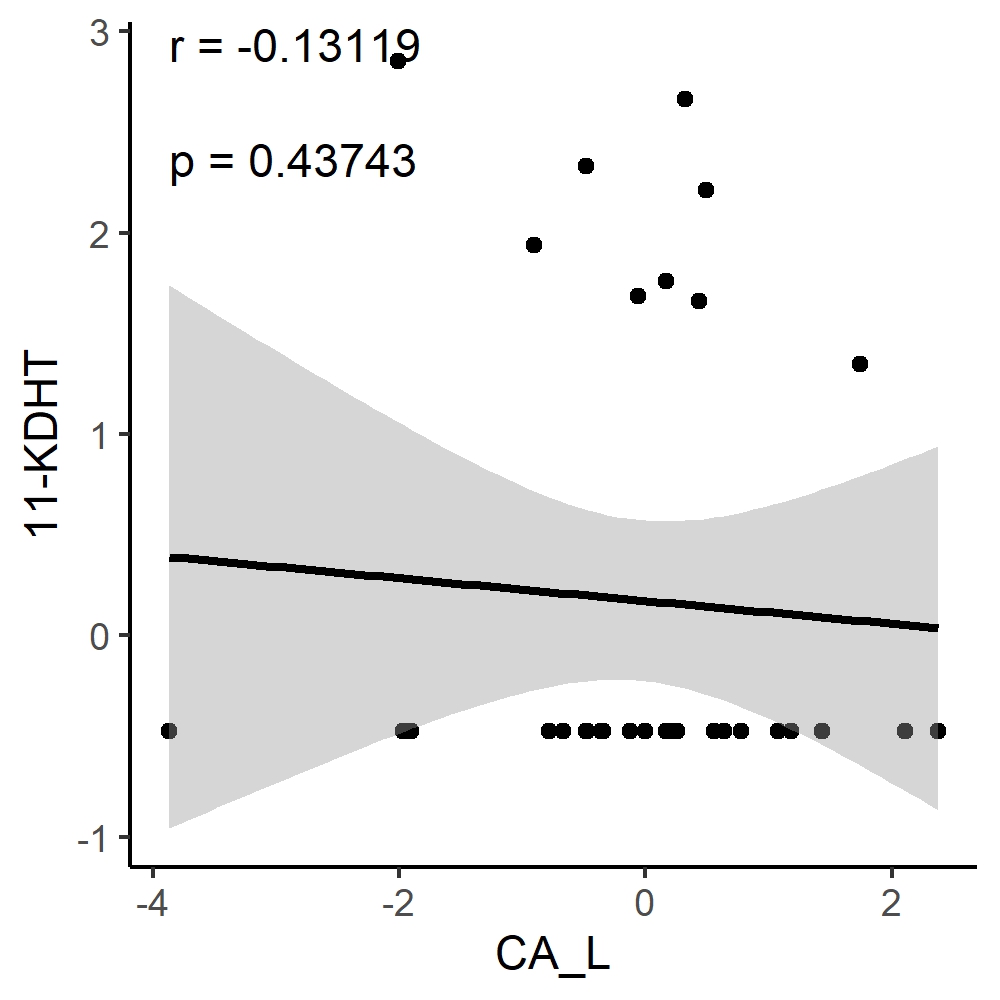 3
r = -0.13119
p = 0.43743
2
1
0
-1
11-KDHT
-4 -2 0 2
CA_L